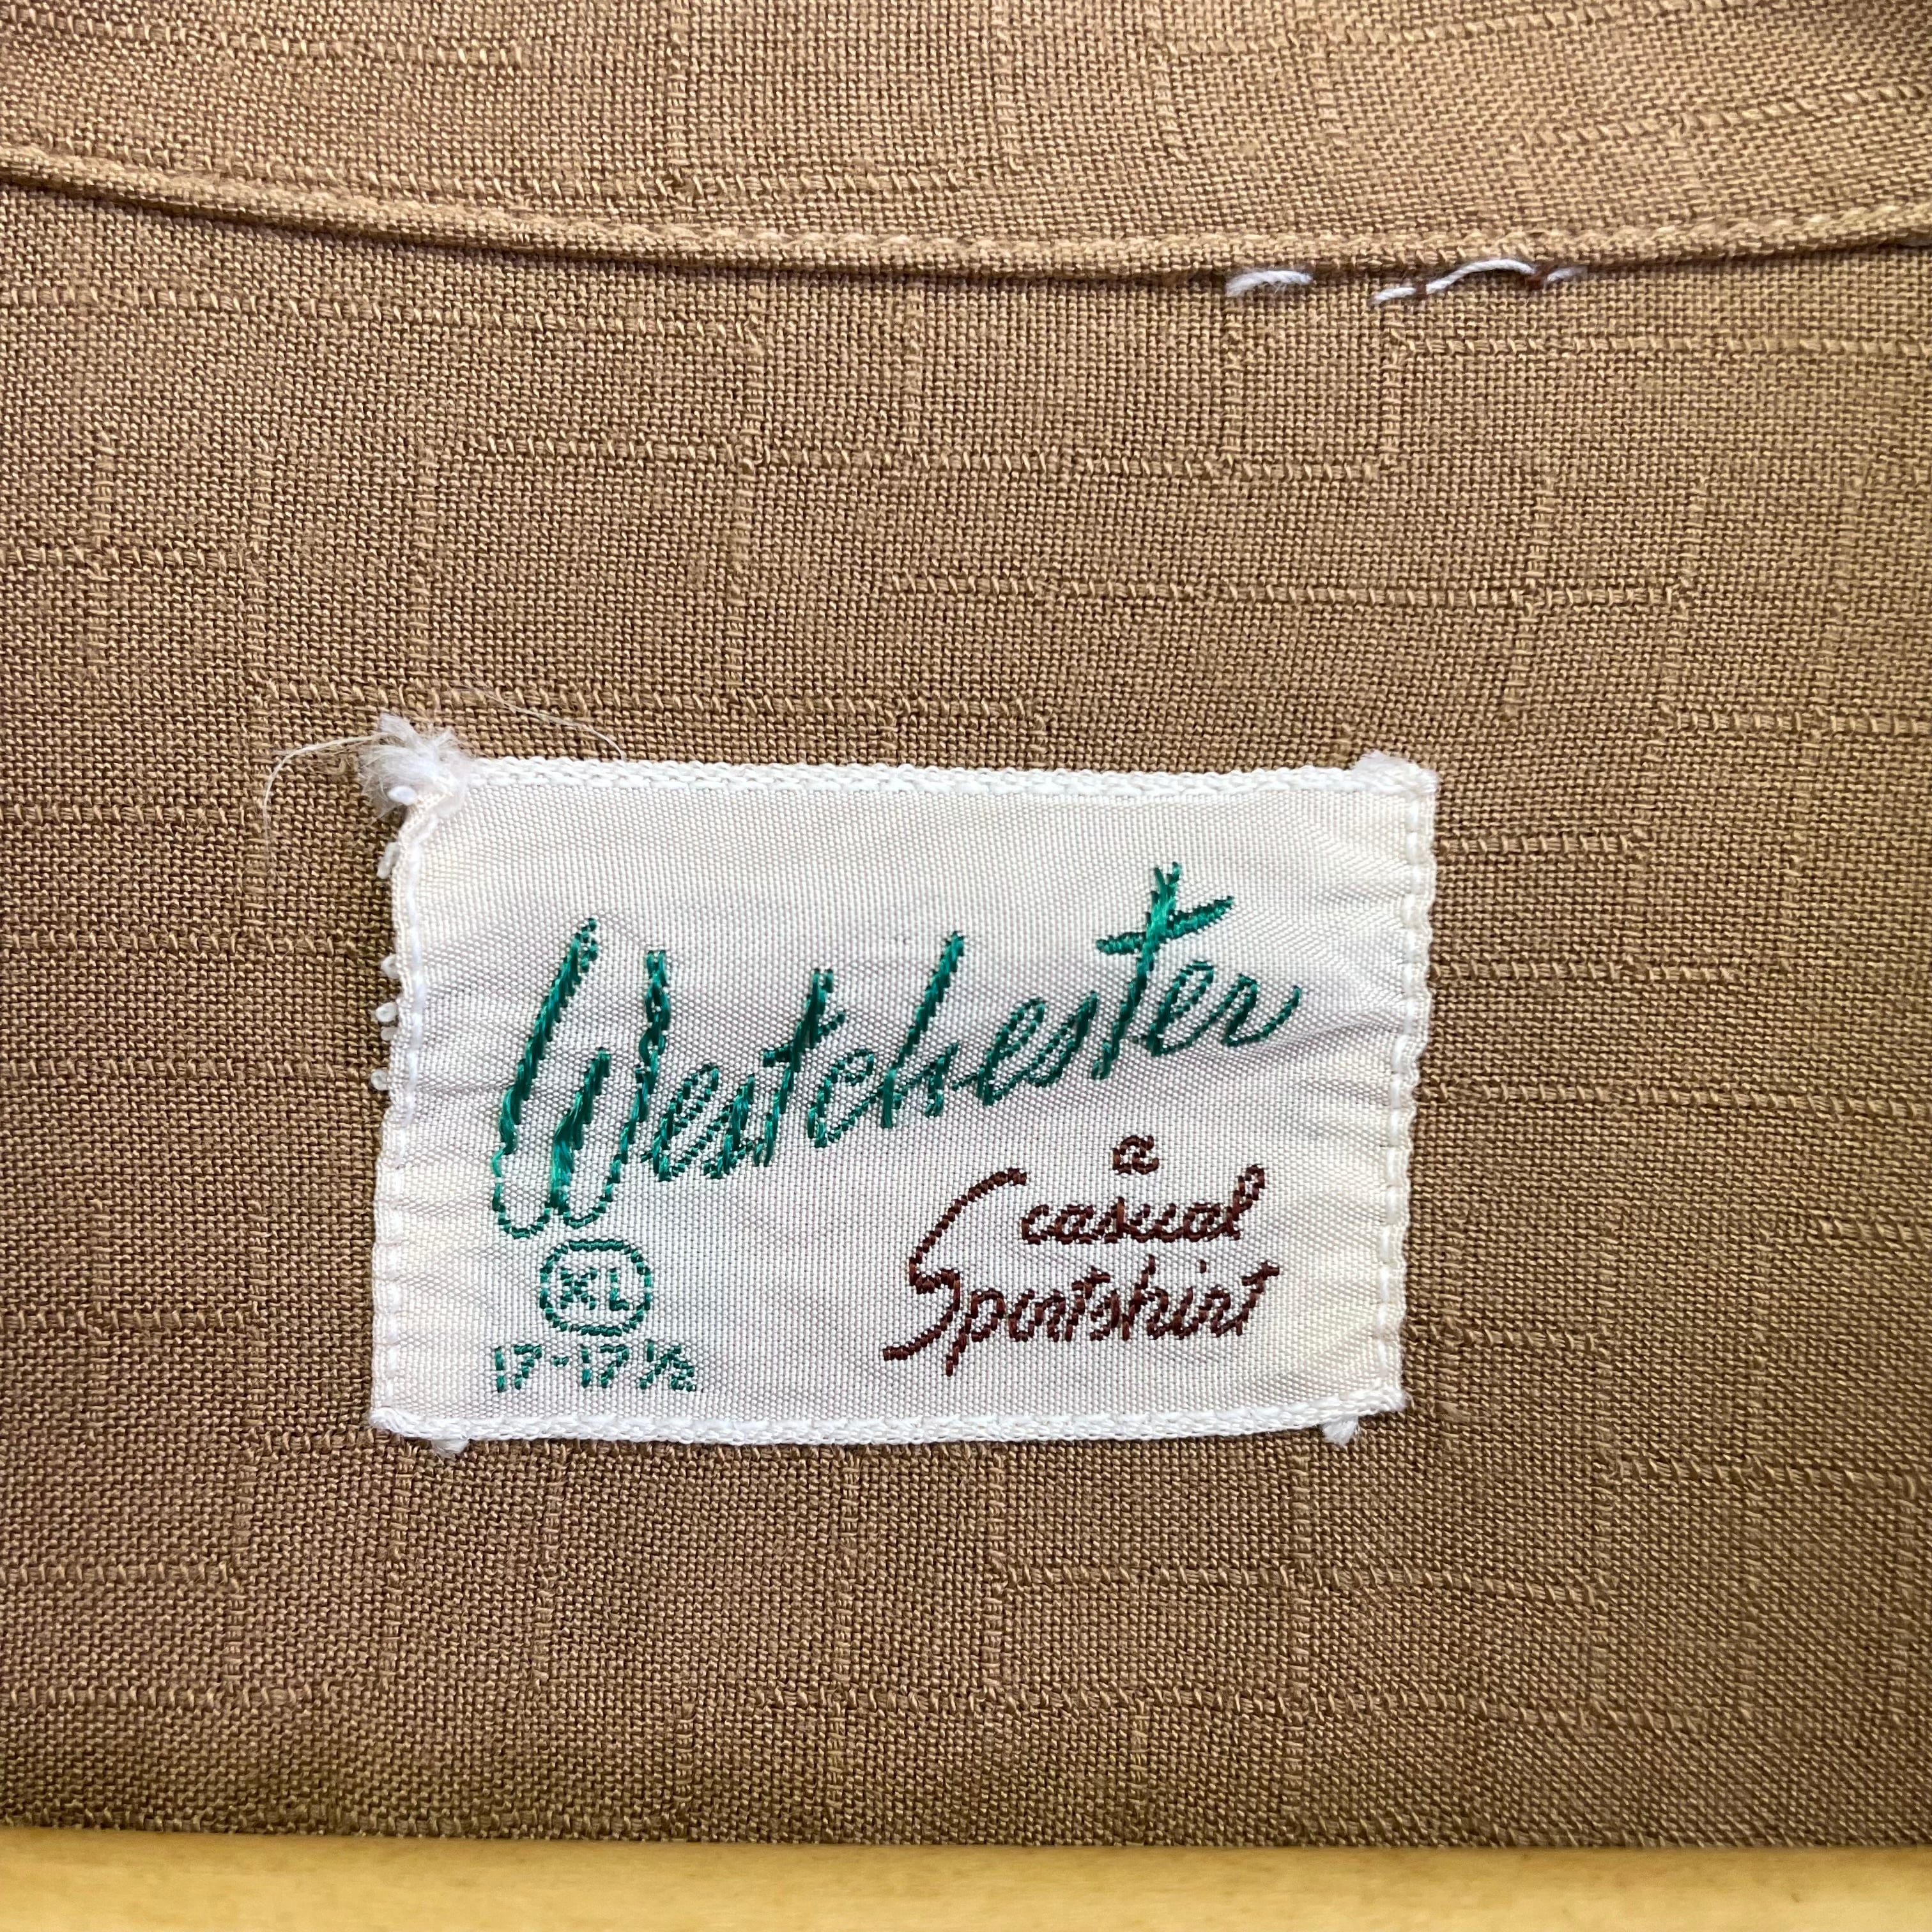 Westchester
a
casual
Sportshirt
XL
17-17½